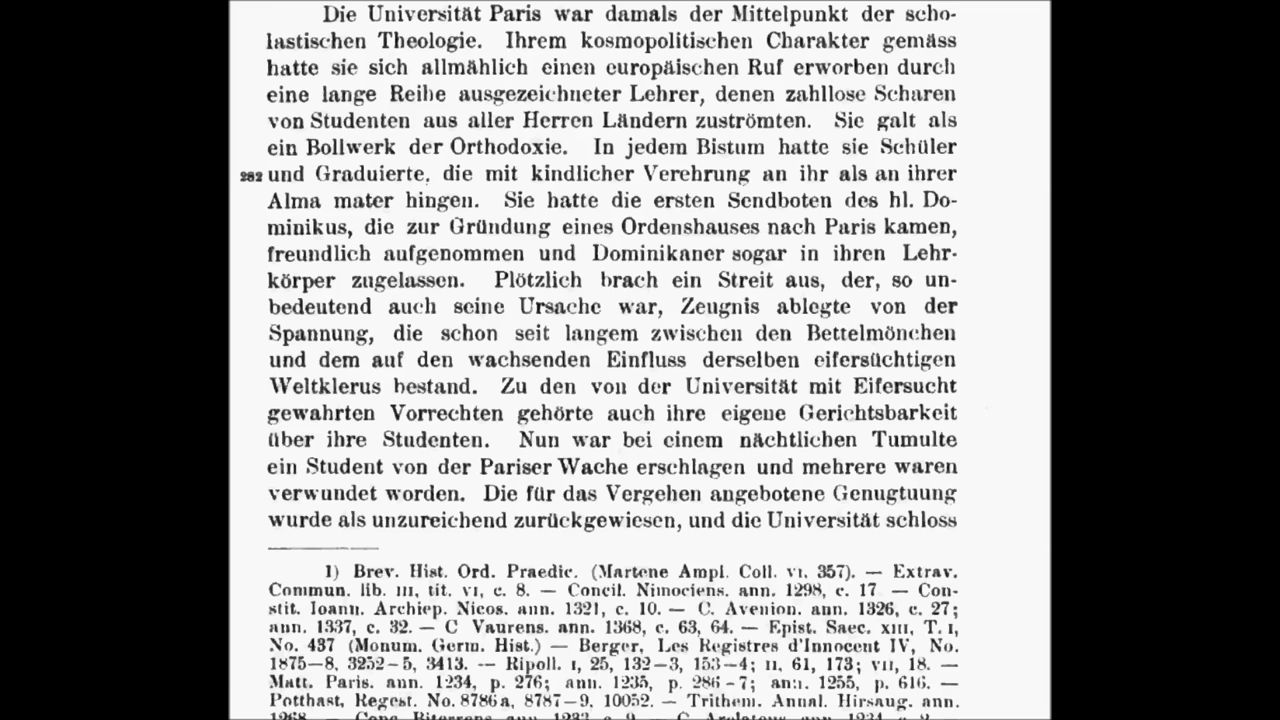 Die Universität Paris war damals der Mittelpunkt der scho-
lastischen Theologie. Ihrem kosmopolitischen Charakter gemäss
hatte sie sich allmählich einen europäischen Ruf erworben durch
eine lange Reihe ausgezeichneter Lehrer, denen zahllose Scharen
von Studenten aus aller Herren Ländern zuströmten. Sie galt als
ein Bollwerk der Orthodoxie. In jedem Bistum hatte sie Schüler
282 und Graduierte, die mit kindlicher Verehrung an ihr als an ihrer
Alma mater hingen. Sie hatte die ersten Sendboten des hl. Do-
minikus, die zur Gründung eines Ordenshauses nach Paris kamen,
freundlich aufgenommen und Dominikaner sogar in ihren Lehr-
körper zugelassen. Plötzlich brach ein Streit aus, der, so un-
bedeutend auch seine Ursache war, Zeugnis ablegte von der
Spannung, die schon seit langem zwischen den Bettelmönchen
und dem auf den wachsenden Einfluss derselben eifersüchtigen
Weltklerus bestand. Zu den von der Universität mit Eifersucht
gewahrten Vorrechten gehörte auch ihre eigene Gerichtsbarkeit
über ihre Studenten. Nun war bei einem nächtlichen Tumulte
ein Student von der Pariser Wache erschlagen und mehrere waren
verwundet worden. Die für das Vergehen angebotene Genugtuung
wurde als unzureichend zurückgewiesen, und die Universität schloss
1) Brev. Hist. Ord. Praedic. (Martene Ampl. Coll. VI, 357). — Extrav.
Commun. lib. III, tit. VI, c. 8. — Concil. Nimociens. ann. 1298, c. 17. — Con-
stit. Ioann. Archiep. Nicos. ann. 1321, c. 10. — C. Avenion. ann. 1326, c. 27;
ann. 1337, c. 32. — C Vaurens. ann. 1368, c. 63, 64. — Epist. Saec. XIII, T. I,
No. 437 (Monum. Germ. Hist.) — Berger, Les Registres d'Innocent IV, No.
1875—8, 3252—5, 3413. — Ripoll. I, 25, 132—3, 153—4; II, 61, 173; VII, 18. —
Matt. Paris. ann. 1234, p. 276; ann. 1235, p. 286—7; ann. 1255, p. 616. —
Potthast, Regest. No. 8786a, 8787—9, 10052. — Trithem. Annal. Hirsaug. ann.